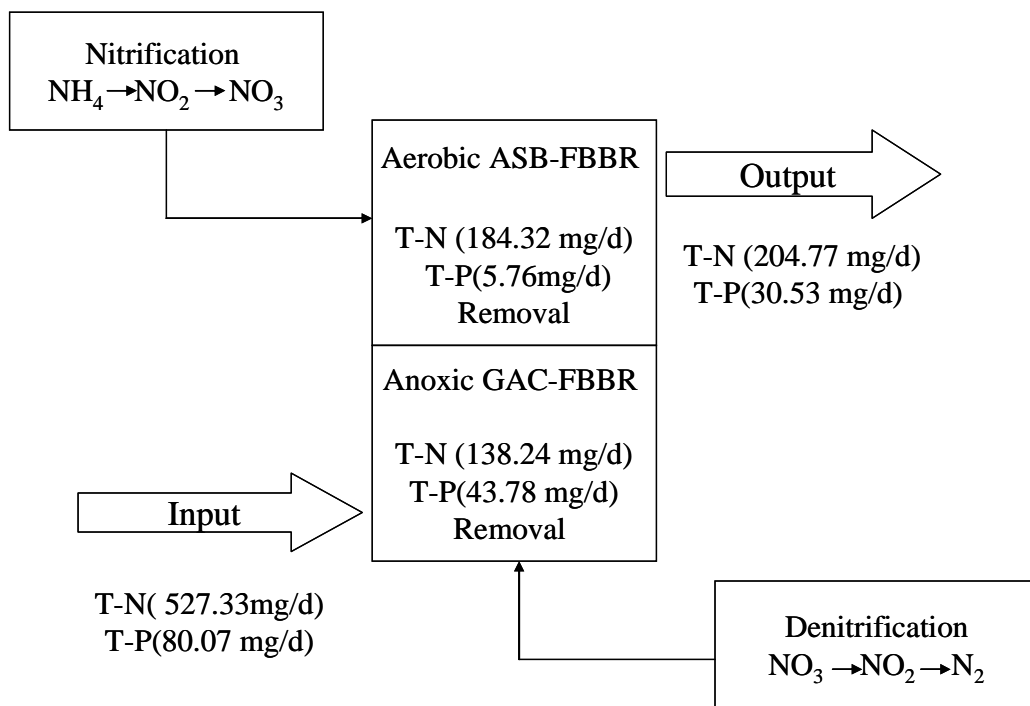 Nitrification
NH₄→NO₂→NO₃
Aerobic ASB-FBBR
T-N (184.32 mg/d)
T-P(5.76mg/d)
Removal
Output
T-N (204.77 mg/d)
T-P(30.53 mg/d)
Anoxic GAC-FBBR
T-N (138.24 mg/d)
T-P(43.78 mg/d)
Removal
Input
T-N( 527.33mg/d)
T-P(80.07 mg/d)
Denitrification
NO₃→NO₂→N₂